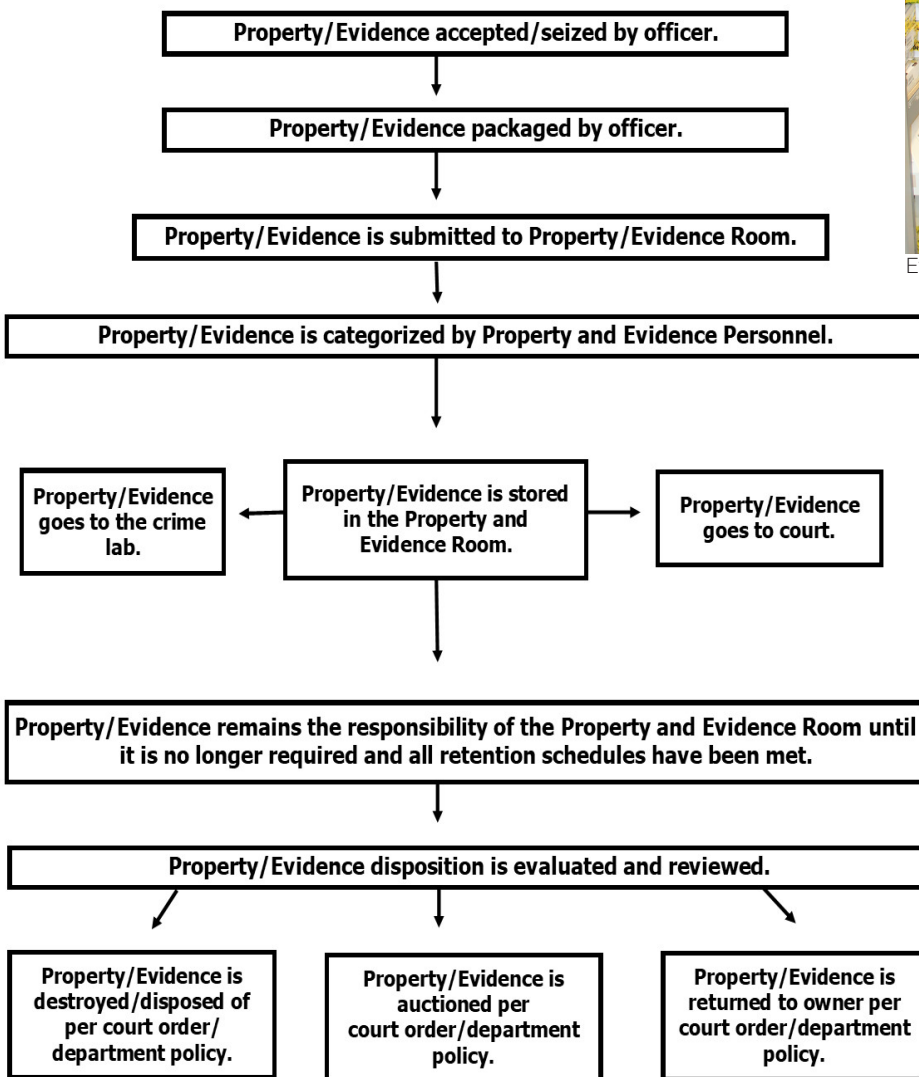 Property/Evidence accepted/seized by officer.
Property/Evidence packaged by officer.
Property/Evidence is submitted to Property/Evidence Room.
E
Property/Evidence is categorized by Property and Evidence Personnel.
Property/Evidence
goes to the crime
lab.
Property/Evidence is stored
in the Property and
Evidence Room.
Property/Evidence
goes to court.
Property/Evidence remains the responsibility of the Property and Evidence Room until
it is no longer required and all retention schedules have been met.
Property/Evidence disposition is evaluated and reviewed.
Property/Evidence is
destroyed/disposed of
per court order/
department policy.
Property/Evidence is
auctioned per
court order/department
policy.
Property/Evidence is
returned to owner per
court order/department
policy.